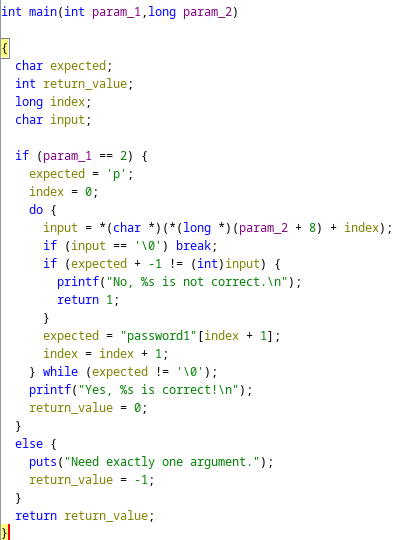 int main(int param_1,long param_2)
{
  char expected;
  int return_value;
  long index;
  char input;
  if (param_1 == 2) {
    expected = 'p';
    index = 0;
    do {
      input = *(char *)(*(long *)(param_2 + 8) + index);
      if (input == '\0') break;
      if (expected + -1 != (int)input) {
        printf("No, %s is not correct.\n");
        return 1;
      }
      expected = "password1"[index + 1];
      index = index + 1;
    } while (expected != '\0');
    printf("Yes, %s is correct!\n");
    return_value = 0;
  }
  else {
    puts("Need exactly one argument.");
    return_value = -1;
  }
  return return_value;
}